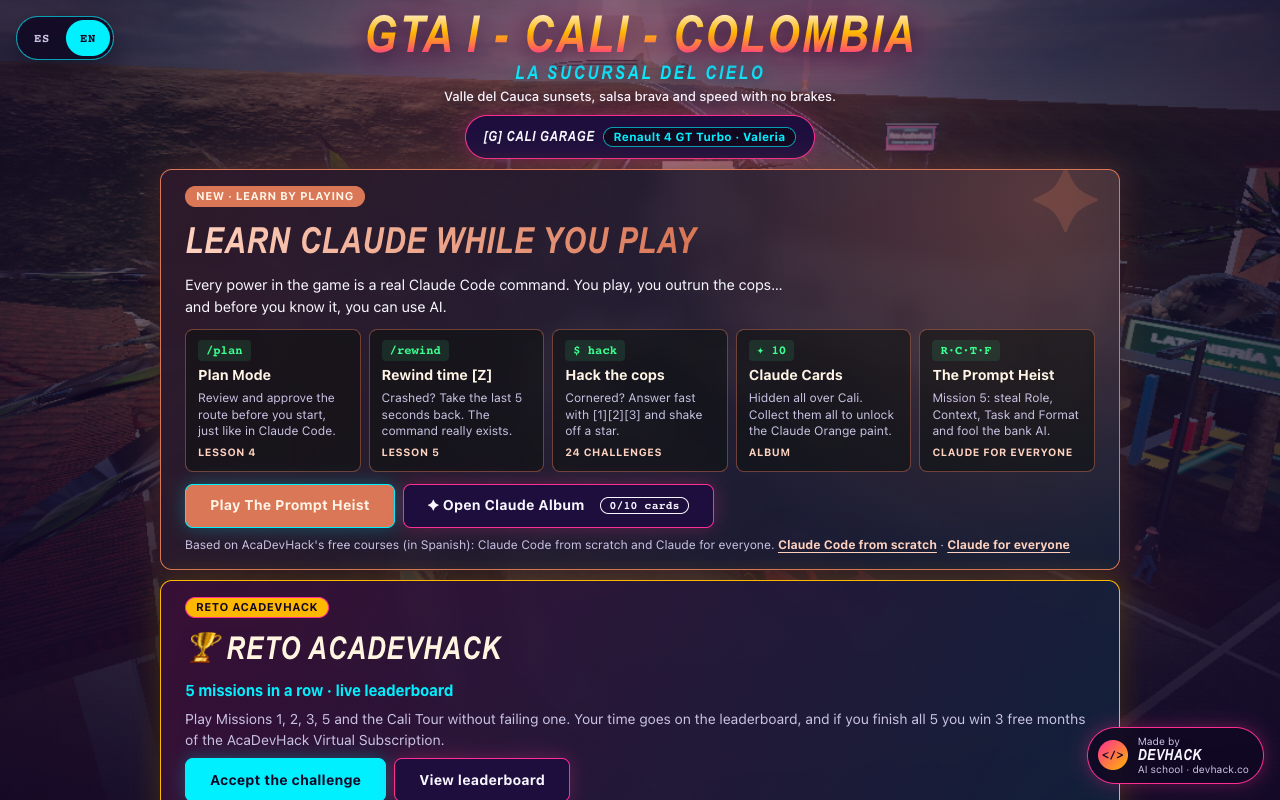 ES
EN
GTA I - CALI - COLOMBIA
LA SUCURSAL DEL CIELO
Valle del Cauca sunsets, salsa brava and speed with no brakes.
[G] CALI GARAGE Renault 4 GT Turbo · Valeria
NEW · LEARN BY PLAYING
LEARN CLAUDE WHILE YOU PLAY
Every power in the game is a real Claude Code command. You play, you outrun the cops...
and before you know it, you can use AI.
/plan
Plan Mode
Review and approve the
route before you start,
just like in Claude Code.
LESSON 4
/rewind
Rewind time [Z]
Crashed? Take the last 5
seconds back. The
command really exists.
LESSON 5
$ hack
Hack the cops
Cornered? Answer fast
with [1][2][3] and shake
off a star.
24 CHALLENGES
✦ 10
Claude Cards
Hidden all over Cali.
Collect them all to unlock
the Claude Orange paint.
ALBUM
R·C·T·F
The Prompt Heist
Mission 5: steal Role,
Context, Task and Format
and fool the bank AI.
CLAUDE FOR EVERYONE
Play The Prompt Heist
✦ Open Claude Album 0/10 cards
Based on AcaDevHack's free courses (in Spanish): Claude Code from scratch and Claude for everyone. Claude Code from scratch · Claude for everyone
RETO ACADEVHACK
🏆 RETO ACADEVHACK
5 missions in a row · live leaderboard
Play Missions 1, 2, 3, 5 and the Cali Tour without failing one. Your time goes on the leaderboard, and if you finish all 5 you win 3 free months
of the AcaDevHack Virtual Subscription.
Accept the challenge
View leaderboard
</>
Made by
DEVHACK
AI school · devhack.co